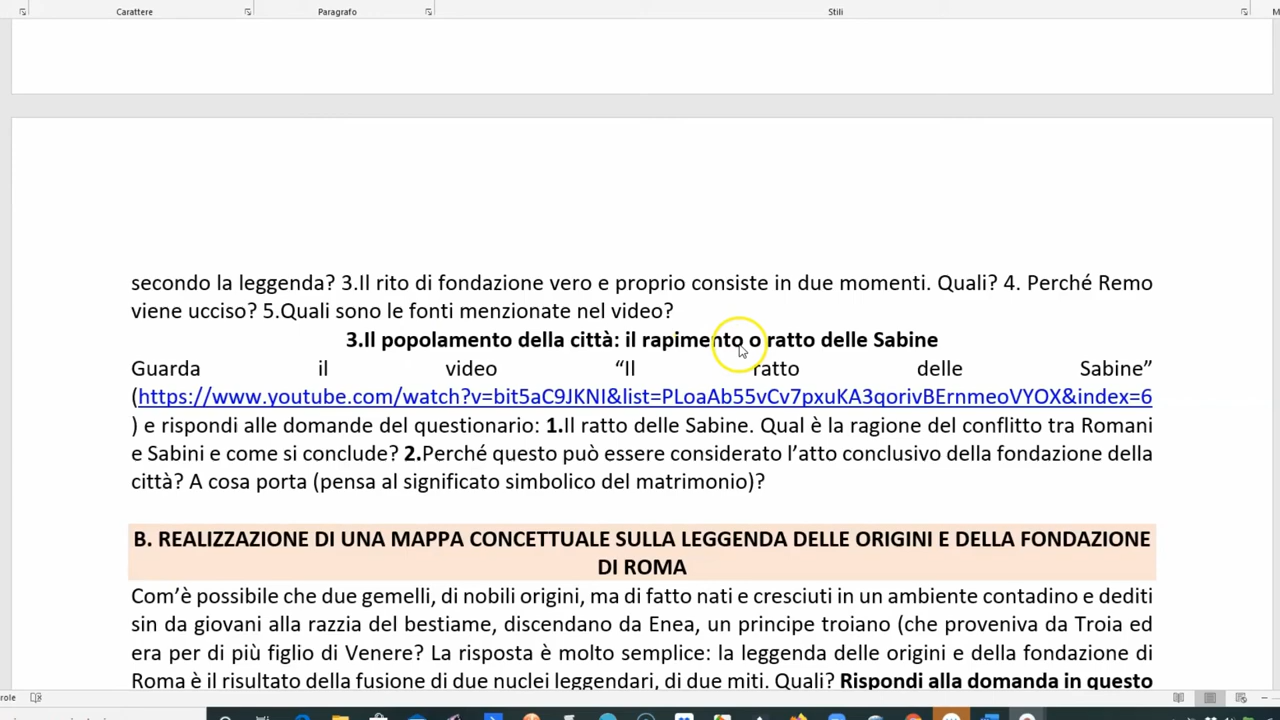 Carattere Paragrafo Stili
secondo la leggenda? 3.Il rito di fondazione vero e proprio consiste in due momenti. Quali? 4. Perché Remo
viene ucciso? 5.Quali sono le fonti menzionate nel video?
3.Il popolamento della città: il rapimento o ratto delle Sabine
Guarda il video “Il ratto delle Sabine”
(https://www.youtube.com/watch?v=bit5aC9JKNI&list=PLoaAb55vCv7pxuKA3qorivBErnmeoVYOX&index=6
) e rispondi alle domande del questionario: 1.Il ratto delle Sabine. Qual è la ragione del conflitto tra Romani
e Sabini e come si conclude? 2.Perché questo può essere considerato l’atto conclusivo della fondazione della
città? A cosa porta (pensa al significato simbolico del matrimonio)?
B. REALIZZAZIONE DI UNA MAPPA CONCETTUALE SULLA LEGGENDA DELLE ORIGINI E DELLA FONDAZIONE
DI ROMA
Com’è possibile che due gemelli, di nobili origini, ma di fatto nati e cresciuti in un ambiente contadino e dediti
sin da giovani alla razzia del bestiame, discendano da Enea, un principe troiano (che proveniva da Troia ed
era per di più figlio di Venere? La risposta è molto semplice: la leggenda delle origini e della fondazione di
Roma è il risultato della fusione di due nuclei leggendari, di due miti. Quali? Rispondi alla domanda in questo